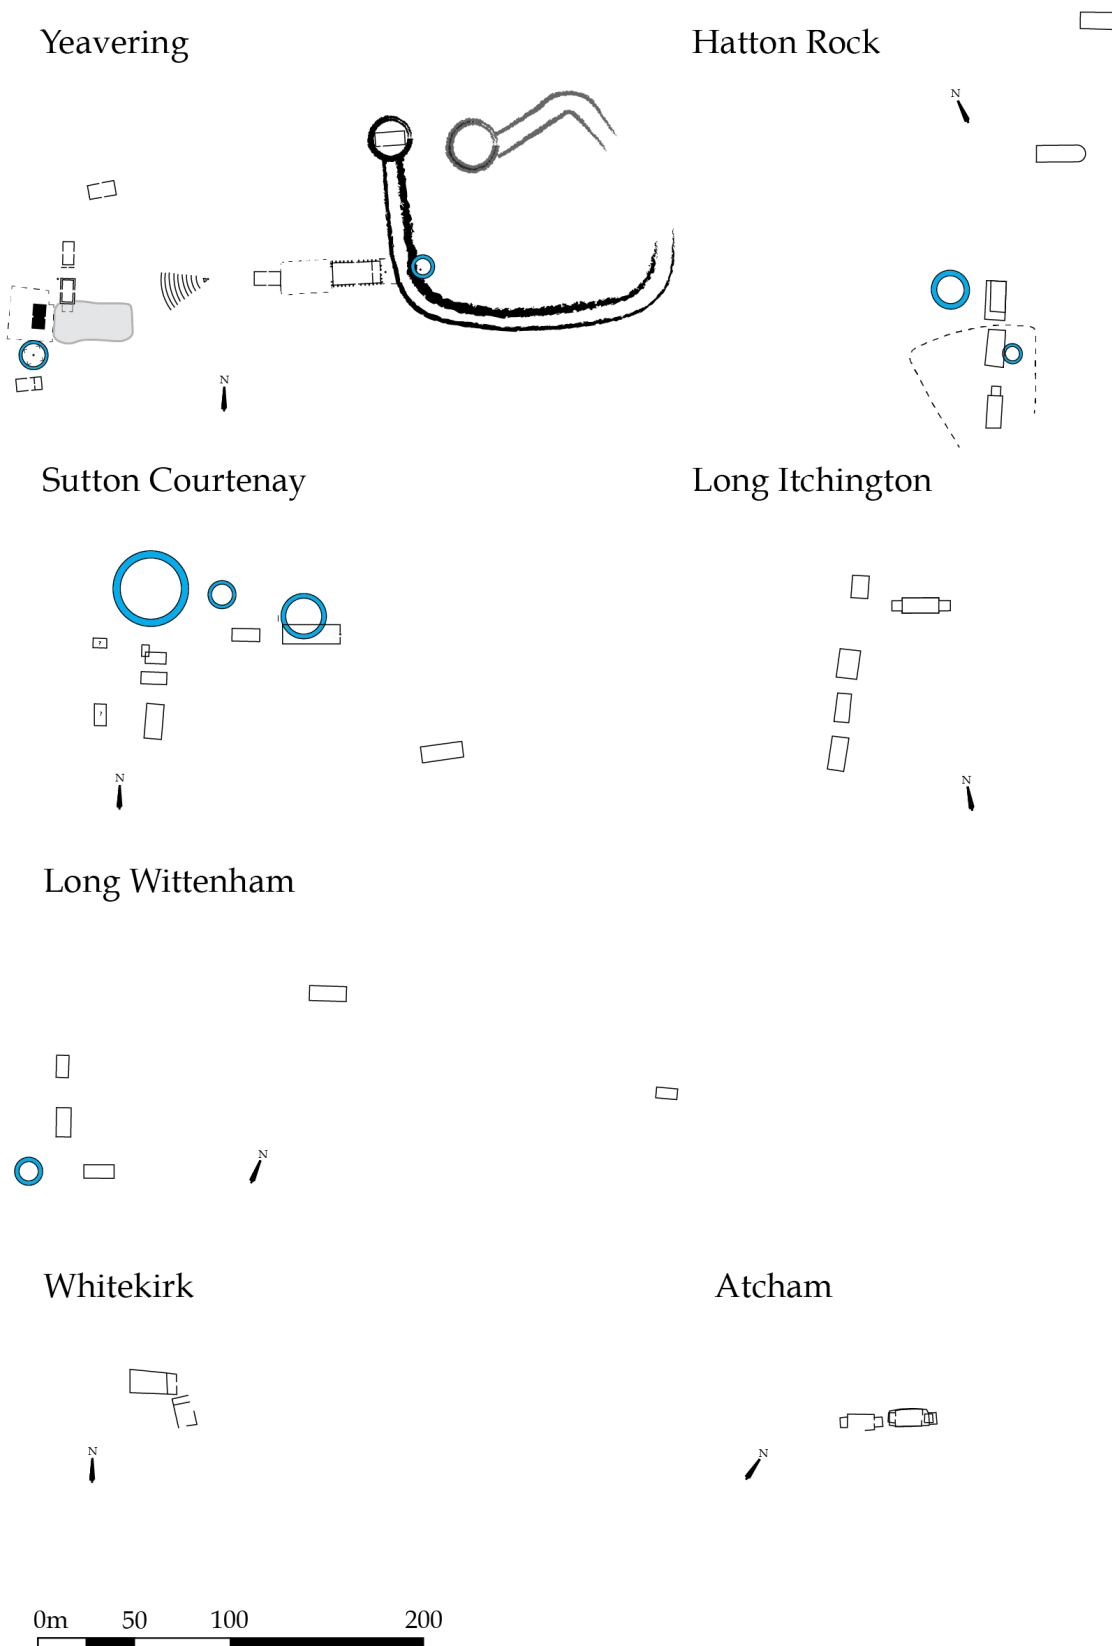 Yeavering
Hatton Rock
N
N
Sutton Courtenay
Long Itchington
?
?
N
N
Long Wittenham
N
Whitekirk
Atcham
N
N
0m 50 100 200